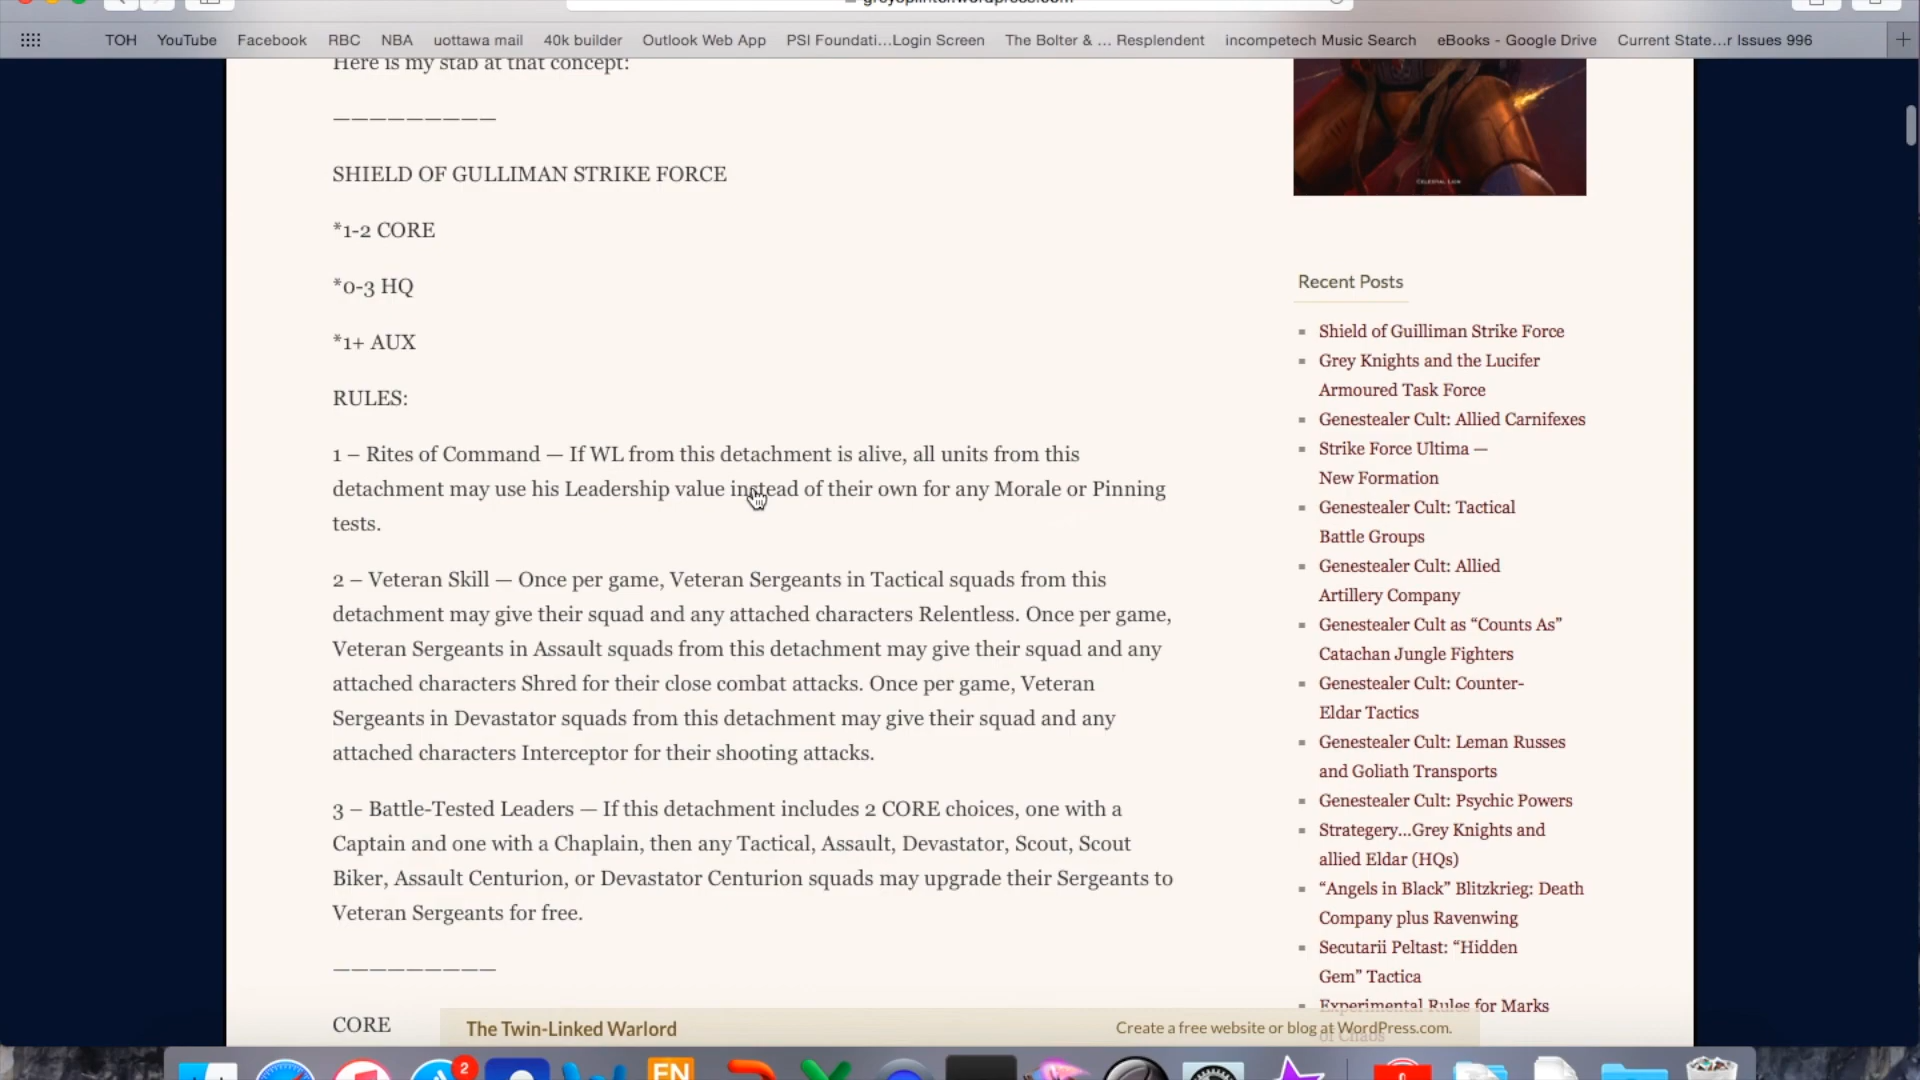 TOH YouTube Facebook RBC NBA uottawa mail 40k builder Outlook Web App PSI Foundati...Login Screen The Bolter & ... Resplendent incompetech Music Search eBooks - Google Drive Current State...r Issues 996
Here is my stab at that concept:
—————————
SHIELD OF GULLIMAN STRIKE FORCE
*1-2 CORE
*0-3 HQ
*1+ AUX
RULES:
1 – Rites of Command — If WL from this detachment is alive, all units from this
detachment may use his Leadership value instead of their own for any Morale or Pinning
tests.
2 – Veteran Skill — Once per game, Veteran Sergeants in Tactical squads from this
detachment may give their squad and any attached characters Relentless. Once per game,
Veteran Sergeants in Assault squads from this detachment may give their squad and any
attached characters Shred for their close combat attacks. Once per game, Veteran
Sergeants in Devastator squads from this detachment may give their squad and any
attached characters Interceptor for their shooting attacks.
3 – Battle-Tested Leaders — If this detachment includes 2 CORE choices, one with a
Captain and one with a Chaplain, then any Tactical, Assault, Devastator, Scout, Scout
Biker, Assault Centurion, or Devastator Centurion squads may upgrade their Sergeants to
Veteran Sergeants for free.
—————————
CORE
CELESTIAL LION
Recent Posts
Shield of Guilliman Strike Force
Grey Knights and the Lucifer
Armoured Task Force
Genestealer Cult: Allied Carnifexes
Strike Force Ultima —
New Formation
Genestealer Cult: Tactical
Battle Groups
Genestealer Cult: Allied
Artillery Company
Genestealer Cult as “Counts As”
Catachan Jungle Fighters
Genestealer Cult: Counter-
Eldar Tactics
Genestealer Cult: Leman Russes
and Goliath Transports
Genestealer Cult: Psychic Powers
Strategery...Grey Knights and
allied Eldar (HQs)
“Angels in Black” Blitzkrieg: Death
Company plus Ravenwing
Secutarii Peltast: “Hidden
Gem” Tactica
Experimental Rules for Marks
of Chaos
The Twin-Linked Warlord
Create a free website or blog at WordPress.com.
2
EN